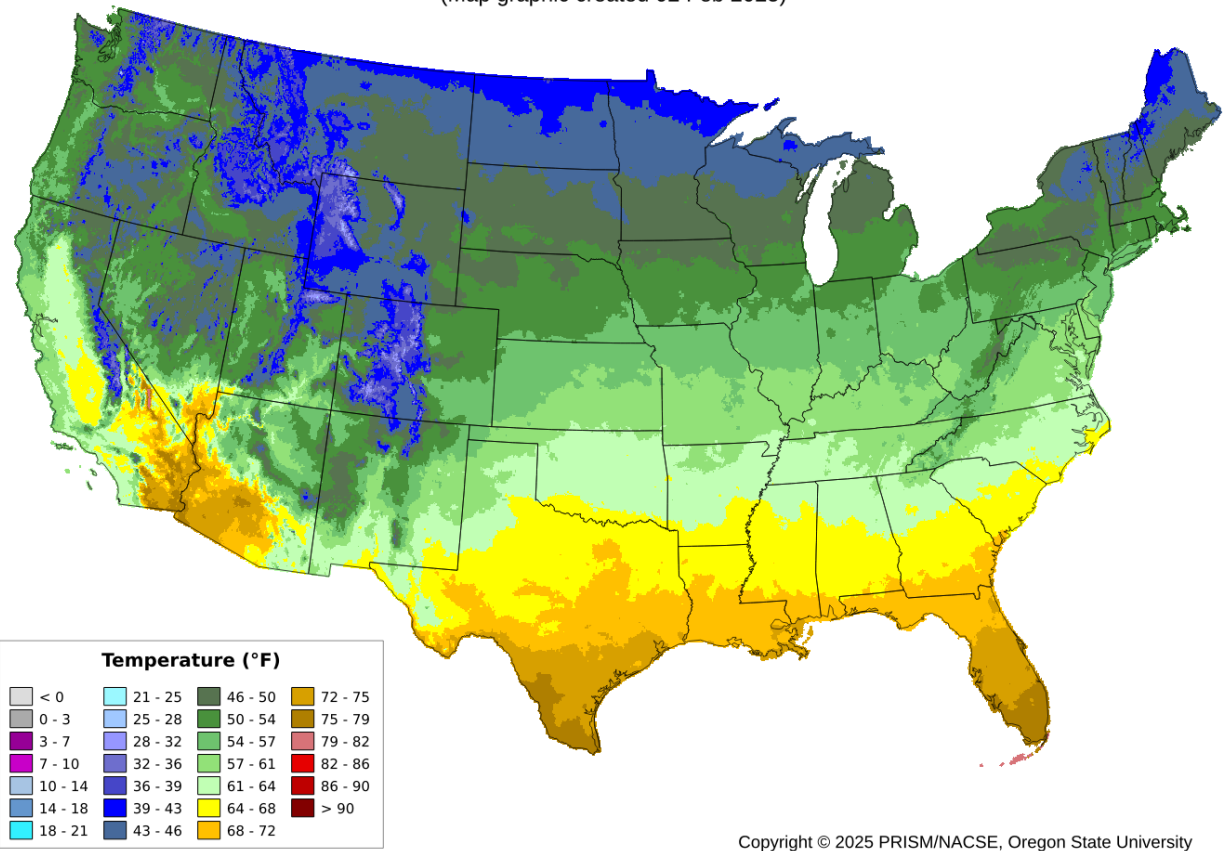 Temperature (°F)
< 0 21 - 25 46 - 50 72 - 75
0 - 3 25 - 28 50 - 54 75 - 79
3 - 7 28 - 32 54 - 57 79 - 82
7 - 10 32 - 36 57 - 61 82 - 86
10 - 14 36 - 39 61 - 64 86 - 90
14 - 18 39 - 43 64 - 68 > 90
18 - 21 43 - 46 68 - 72
Copyright © 2025 PRISM/NACSE, Oregon State University